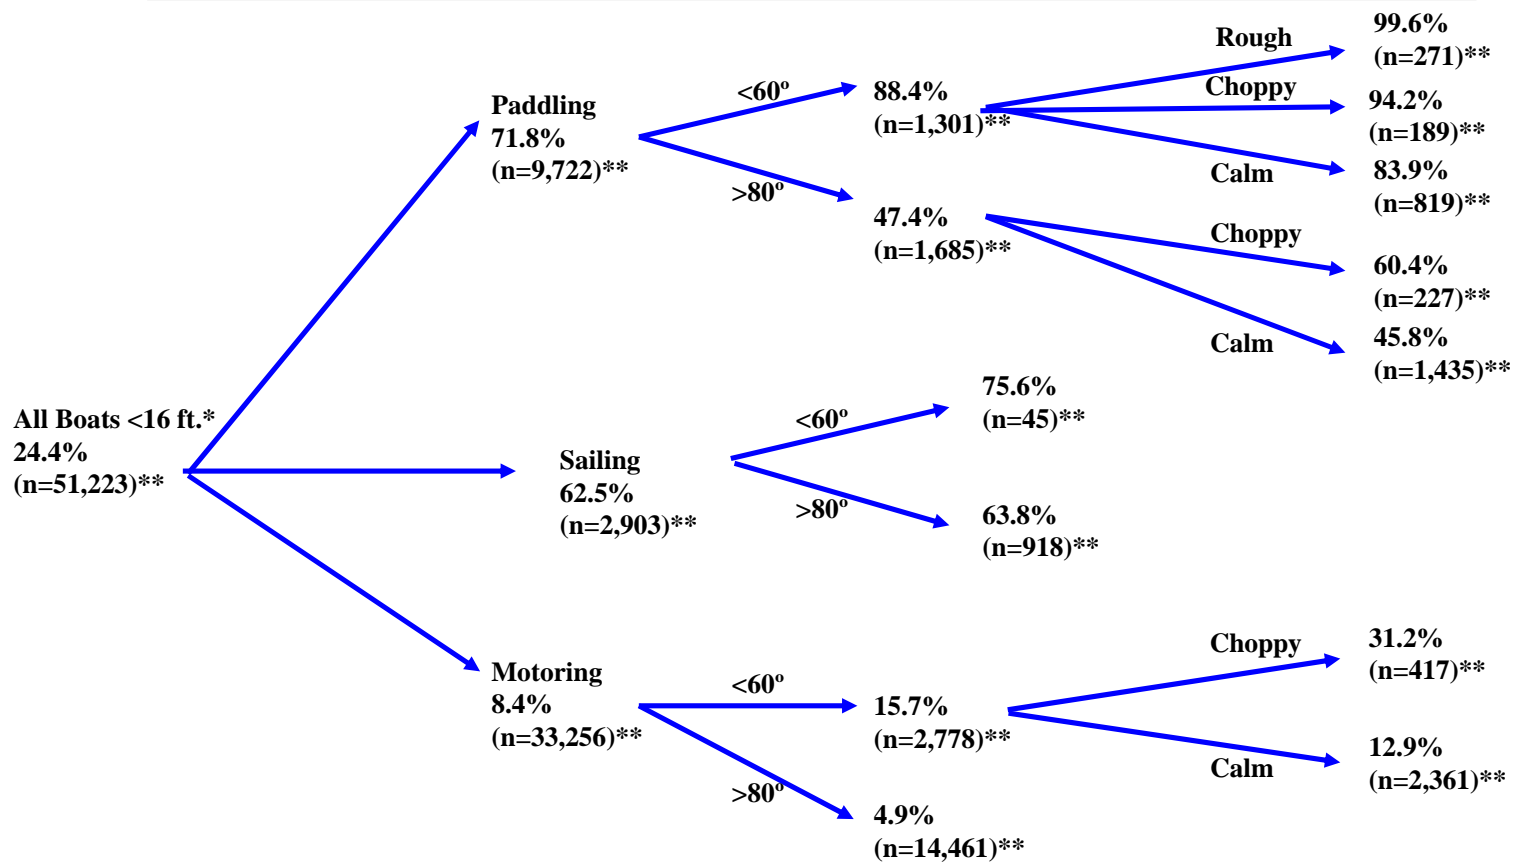 All Boats <16 ft.*
24.4%
(n=51,223)**
Paddling
71.8%
(n=9,722)**
<60º
88.4%
(n=1,301)**
Rough
99.6%
(n=271)**
Choppy
94.2%
(n=189)**
Calm
83.9%
(n=819)**
>80º
47.4%
(n=1,685)**
Choppy
60.4%
(n=227)**
Calm
45.8%
(n=1,435)**
Sailing
62.5%
(n=2,903)**
<60º
75.6%
(n=45)**
>80º
63.8%
(n=918)**
Motoring
8.4%
(n=33,256)**
<60º
15.7%
(n=2,778)**
Choppy
31.2%
(n=417)**
Calm
12.9%
(n=2,361)**
>80º
4.9%
(n=14,461)**